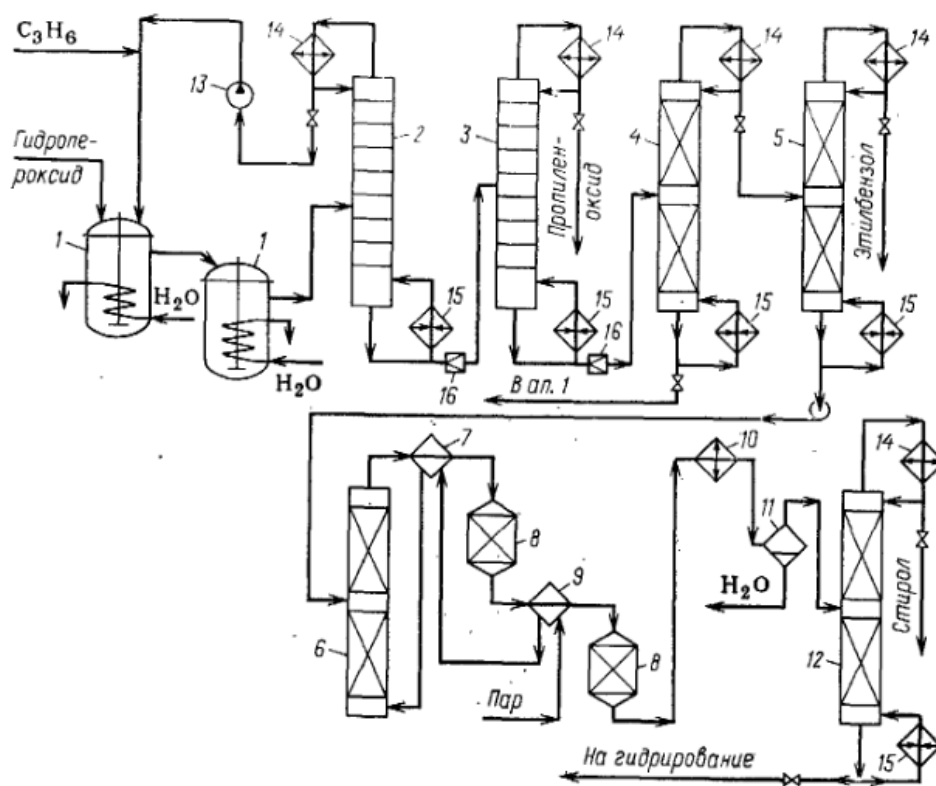 C₃H₆
14
14
14
14
13
Гидропе-
роксид
2
3
4
5
Пропилен-
оксид
Этилбензол
1
1
H₂O
15
15
15
15
16
16
H₂O
В ап. 1
7
10
14
8
11
9
H₂O
Стирол
6
8
12
Пар
На гидрирование
15